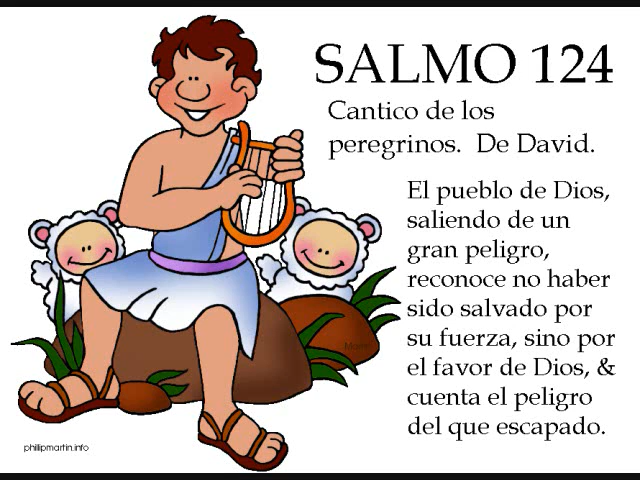 SALMO 124
Cantico de los
peregrinos. De David.
El pueblo de Dios,
saliendo de un
gran peligro,
reconoce no haber
sido salvado por
su fuerza, sino por
el favor de Dios, &
cuenta el peligro
del que escapado.
phillipmartin.info